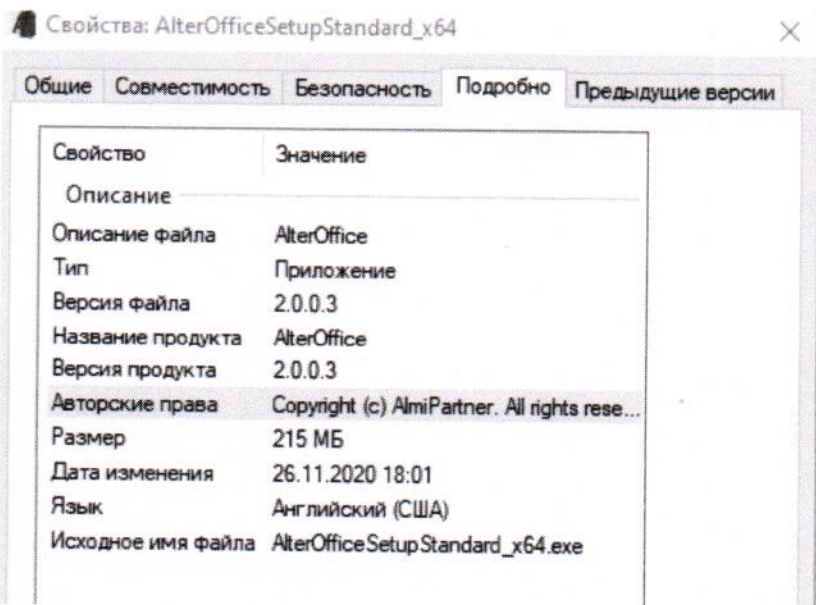 Свойства: AlterOfficeSetupStandard_x64
Общие Совместимость Безопасность Подробно Предыдущие версии
Свойство Значение
Описание
Описание файла AlterOffice
Тип Приложение
Версия файла 2.0.0.3
Название продукта AlterOffice
Версия продукта 2.0.0.3
Авторские права Copyright (c) AlmiPartner. All rights rese...
Размер 215 МБ
Дата изменения 26.11.2020 18:01
Язык Английский (США)
Исходное имя файла AlterOfficeSetupStandard_x64.exe